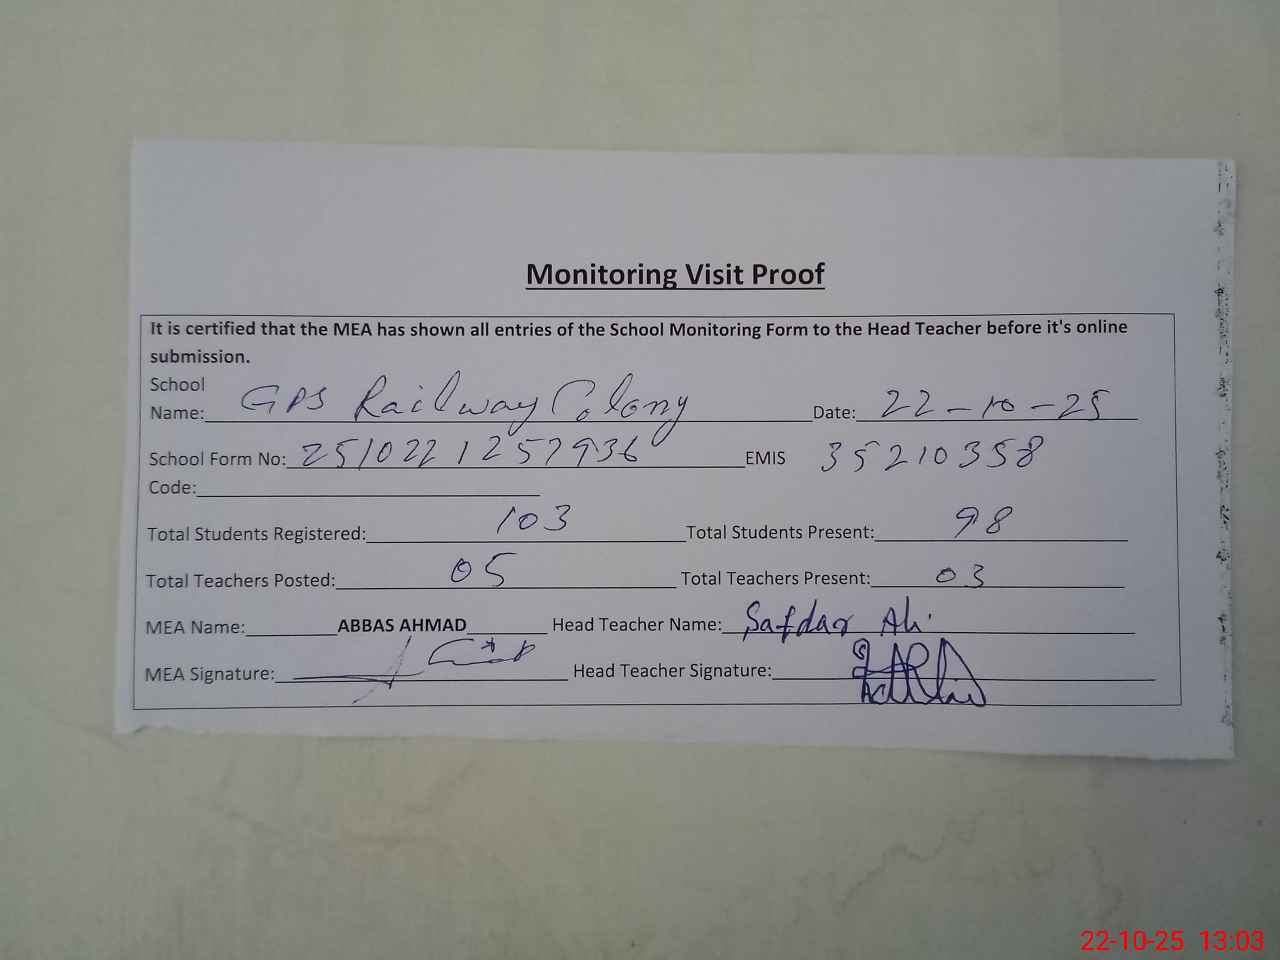 Monitoring Visit Proof
It is certified that the MEA has shown all entries of the School Monitoring Form to the Head Teacher before it's online
submission.
School
Name: GPS Railway Colony Date: 22-10-25
School Form No: 2510221257936 EMIS 35210358
Code:
Total Students Registered: 103 Total Students Present: 98
Total Teachers Posted: 05 Total Teachers Present: 03
MEA Name: ABBAS AHMAD Head Teacher Name: Safdar Ali
MEA Signature: Head Teacher Signature:
22-10-25 13:03